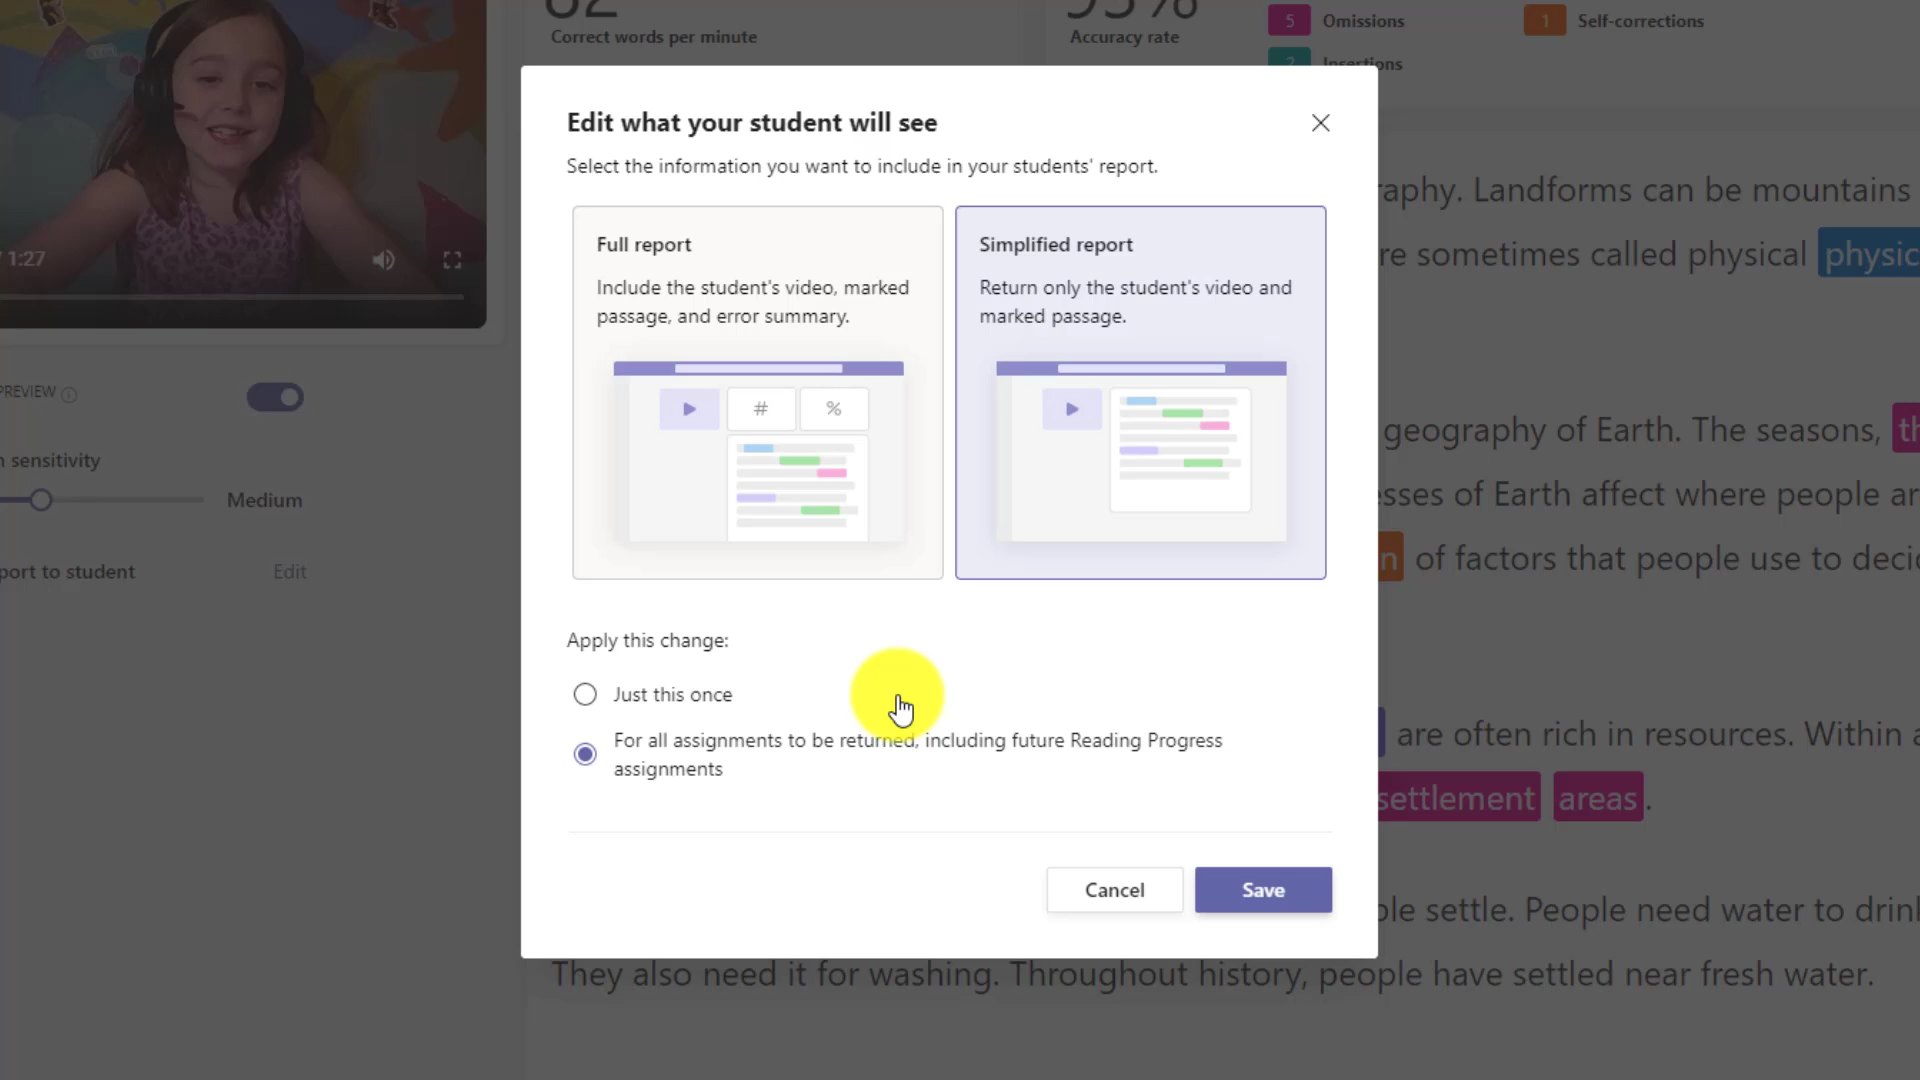 Correct words per minute
Accuracy rate
5 Omissions
1 Self-corrections
Insertions
Edit what your student will see
Select the information you want to include in your students' report.
Full report
Include the student's video, marked
passage, and error summary.
#
%
Simplified report
Return only the student's video and
marked passage.
Apply this change:
Just this once
For all assignments to be returned, including future Reading Progress
assignments
Cancel
Save
1:27
PREVIEW
sensitivity
Medium
port to student
Edit
raphy. Landforms can be mountains
re sometimes called physical physic
geography of Earth. The seasons, th
esses of Earth affect where people ar
n of factors that people use to decid
are often rich in resources. Within a
settlement areas.
ple settle. People need water to drink
They also need it for washing. Throughout history, people have settled near fresh water.